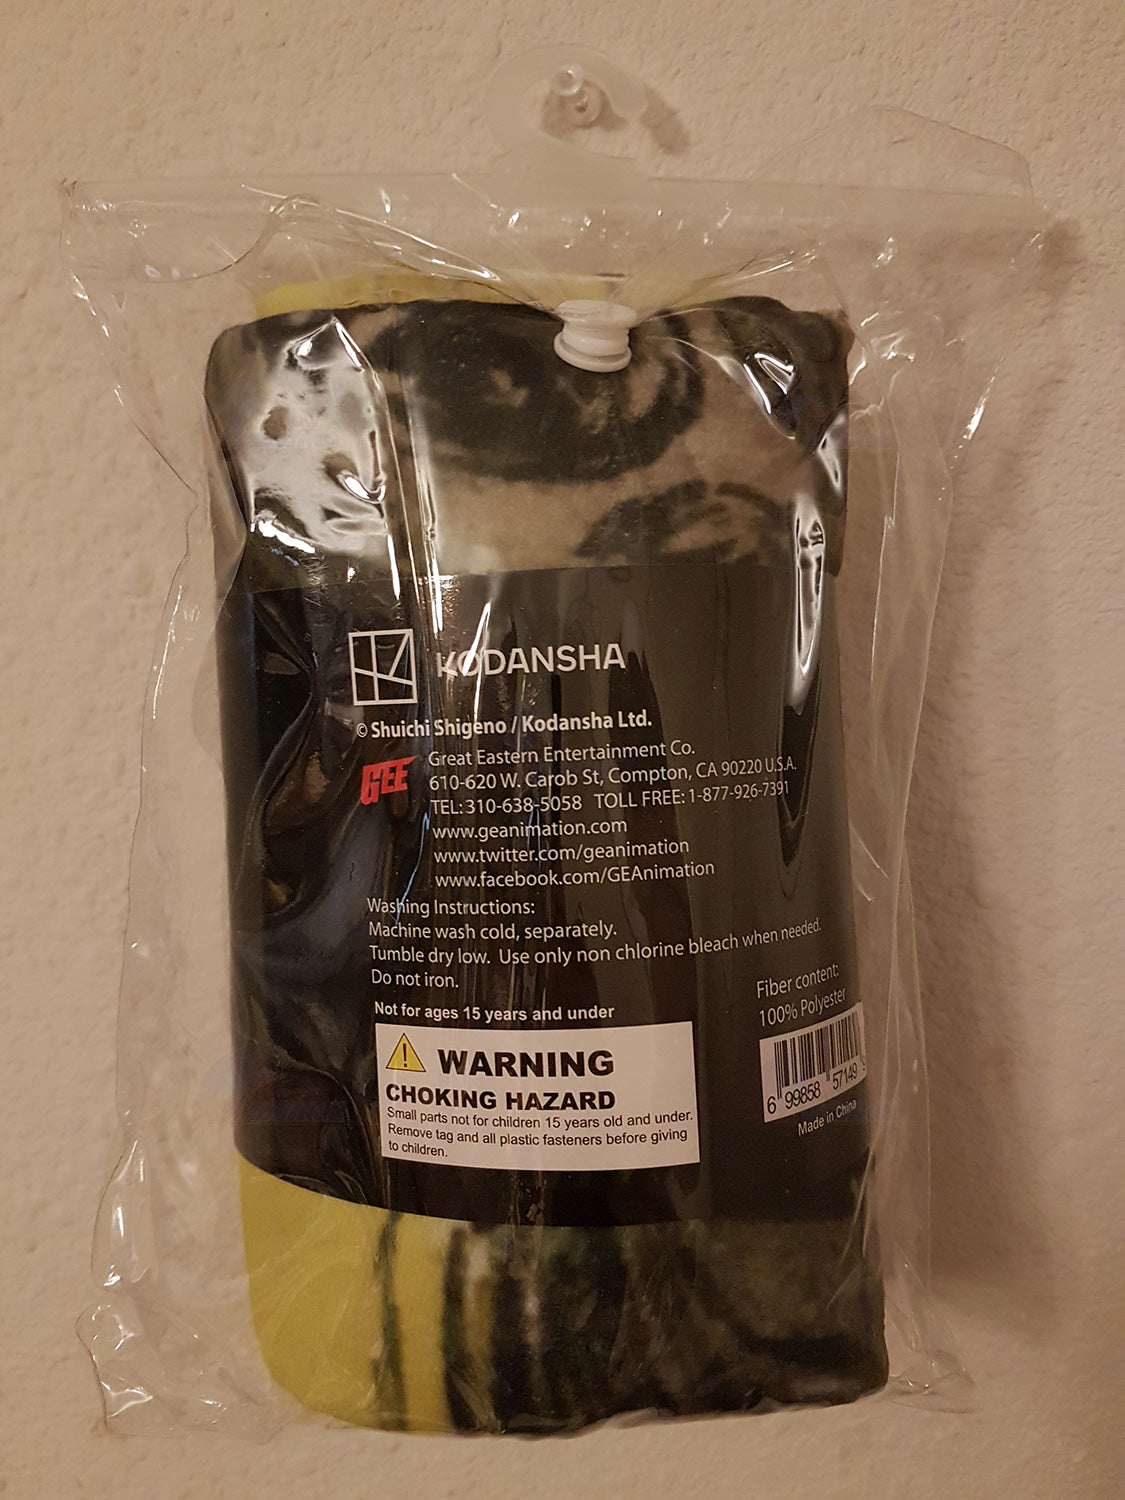 KODANSHA
© Shuichi Shigeno / Kodansha Ltd.
GEE
Great Eastern Entertainment Co.
610-620 W. Carob St, Compton, CA 90220 U.S.A.
TEL: 310-638-5058 TOLL FREE: 1-877-926-7391
www.geanimation.com
www.twitter.com/geanimation
www.facebook.com/GEAnimation
Washing Instructions:
Machine wash cold, separately.
Tumble dry low. Use only non chlorine bleach when needed.
Do not iron.
Not for ages 15 years and under
WARNING
CHOKING HAZARD
Small parts not for children 15 years old and under.
Remove tag and all plastic fasteners before giving
to children.
Fiber content:
100% Polyester
6 99858 57149
Made in China